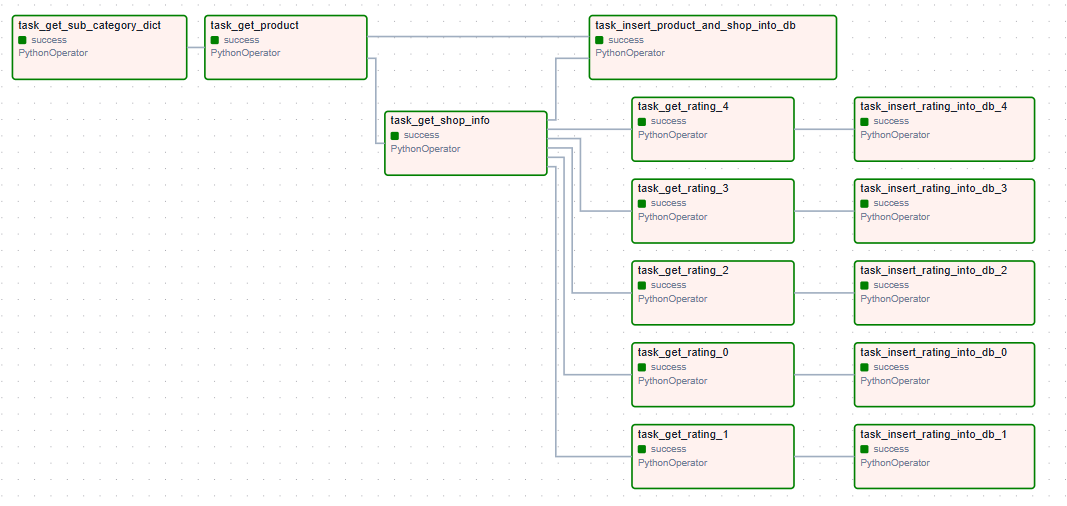 task_get_sub_category_dict
success
PythonOperator
task_get_product
success
PythonOperator
task_insert_product_and_shop_into_db
success
PythonOperator
task_get_shop_info
success
PythonOperator
task_get_rating_4
success
PythonOperator
task_insert_rating_into_db_4
success
PythonOperator
task_get_rating_3
success
PythonOperator
task_insert_rating_into_db_3
success
PythonOperator
task_get_rating_2
success
PythonOperator
task_insert_rating_into_db_2
success
PythonOperator
task_get_rating_0
success
PythonOperator
task_insert_rating_into_db_0
success
PythonOperator
task_get_rating_1
success
PythonOperator
task_insert_rating_into_db_1
success
PythonOperator